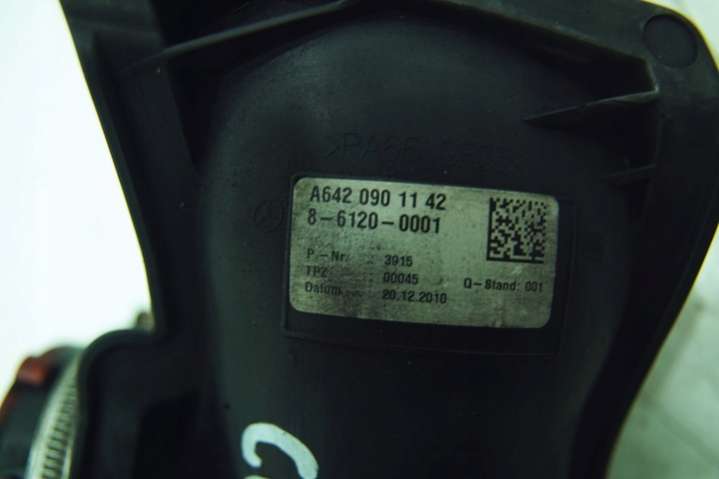 A642 090 11 42
8-6120-0001
P-Nr. : 3915
TPZ : 00045 Q-Stand: 001
Datum : 20.12.2010